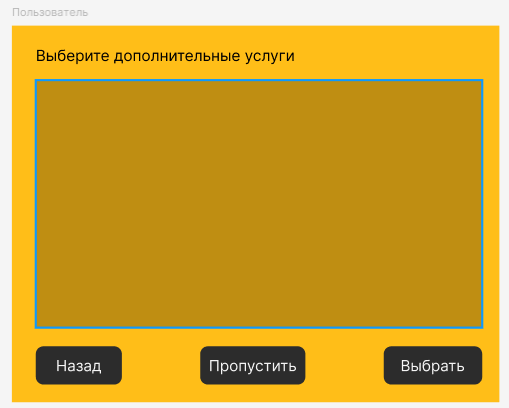 Пользователь
Выберите дополнительные услуги
Назад
Пропустить
Выбрать